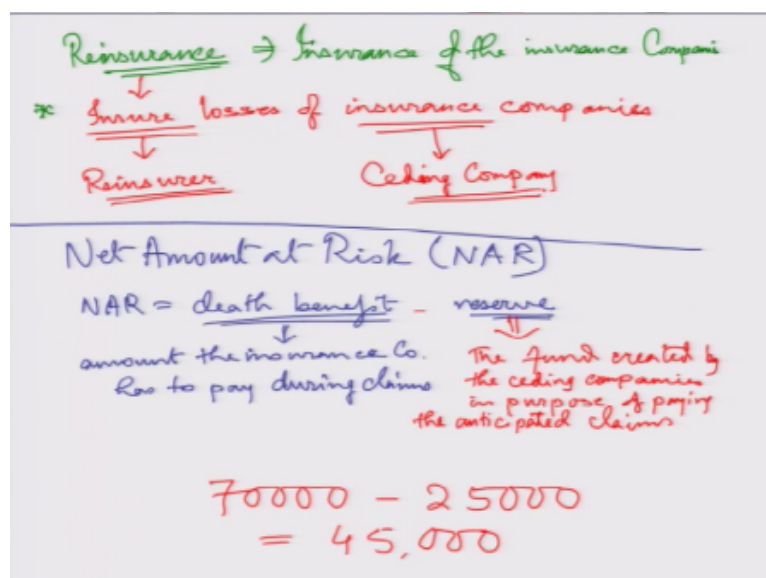 Reinsurance ⇒ Insurance of the insurance Compani
* Insure losses of insurance companies
Reinsurer Ceding Company
Net Amount at Risk (NAR)
NAR = death benefit - reserve
amount the insurance Co.
has to pay during claims
The fund created by
the ceding companies
in purpose of paying
the anticipated claims
70000 - 25000
= 45,000